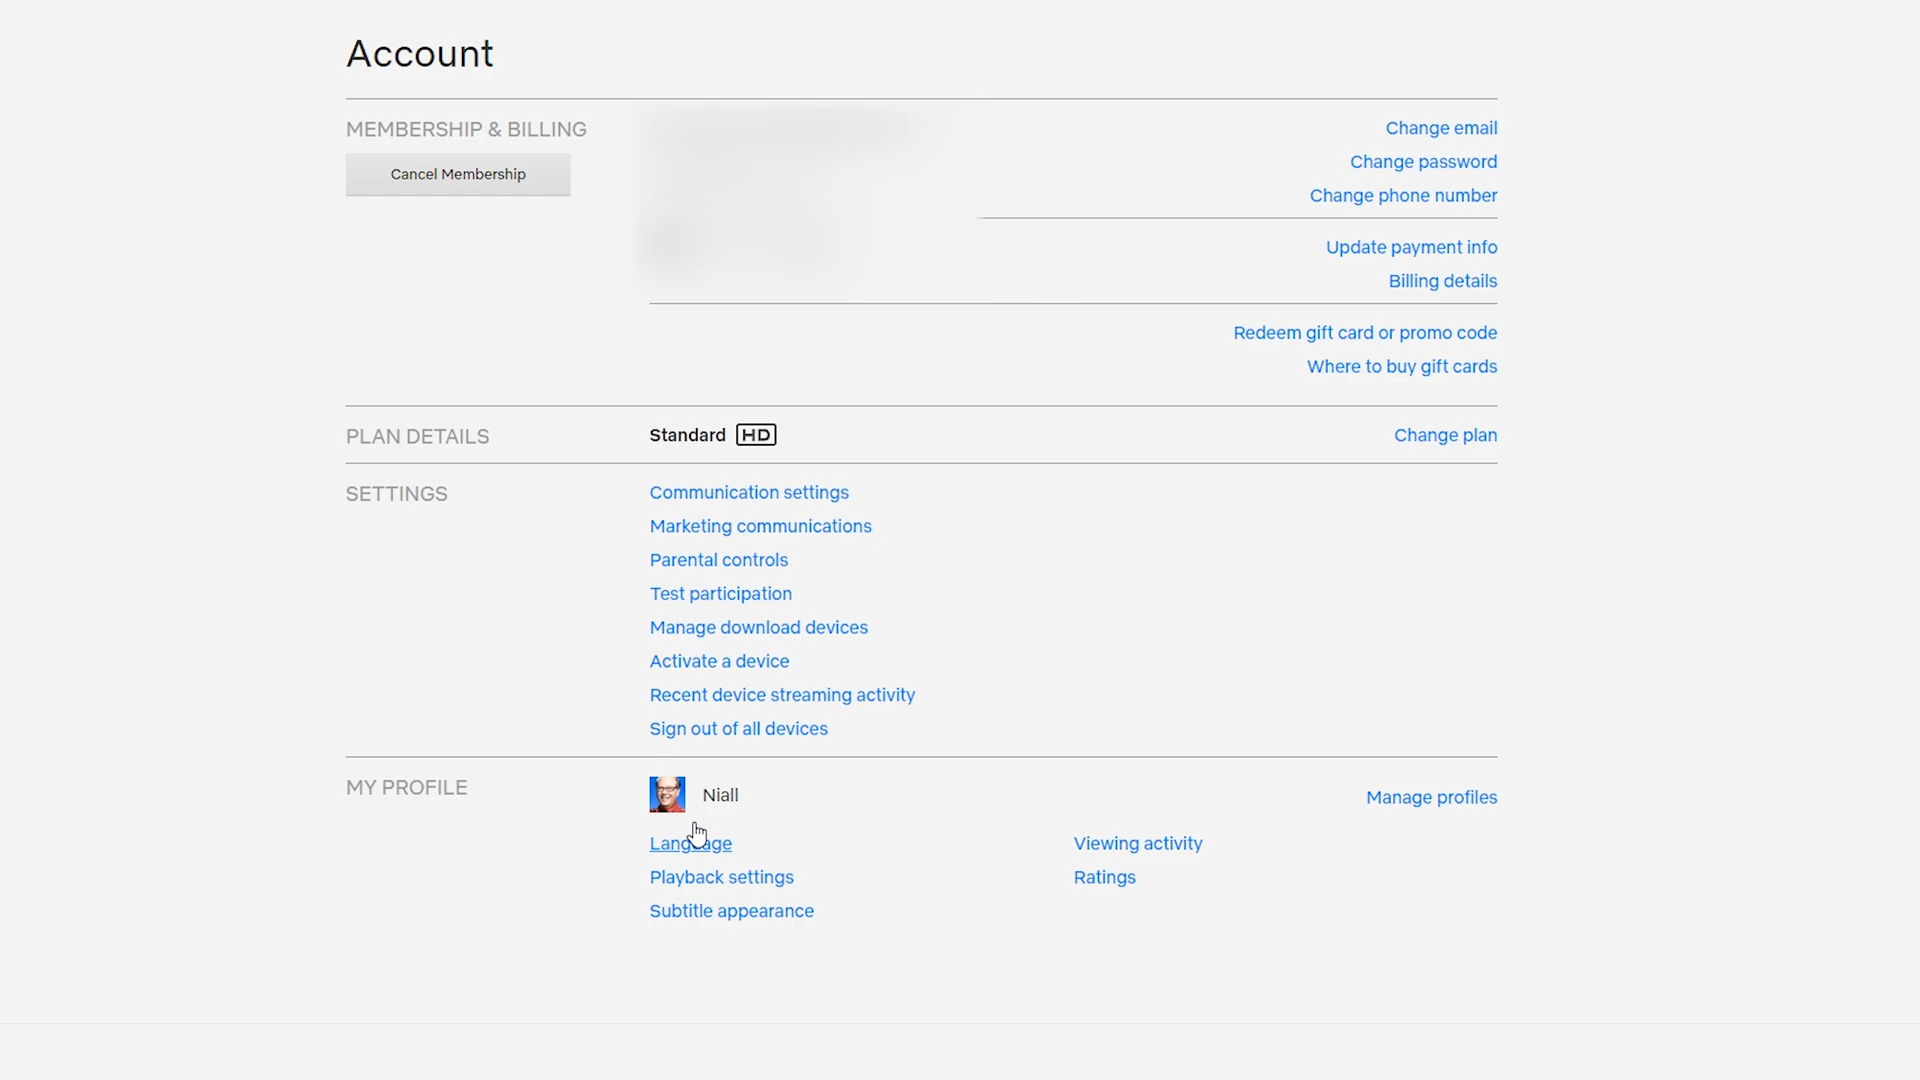 Account
MEMBERSHIP & BILLING
Cancel Membership
Change email
Change password
Change phone number
Update payment info
Billing details
Redeem gift card or promo code
Where to buy gift cards
PLAN DETAILS
Standard HD
Change plan
SETTINGS
Communication settings
Marketing communications
Parental controls
Test participation
Manage download devices
Activate a device
Recent device streaming activity
Sign out of all devices
MY PROFILE
Niall
Manage profiles
Language
Viewing activity
Playback settings
Ratings
Subtitle appearance